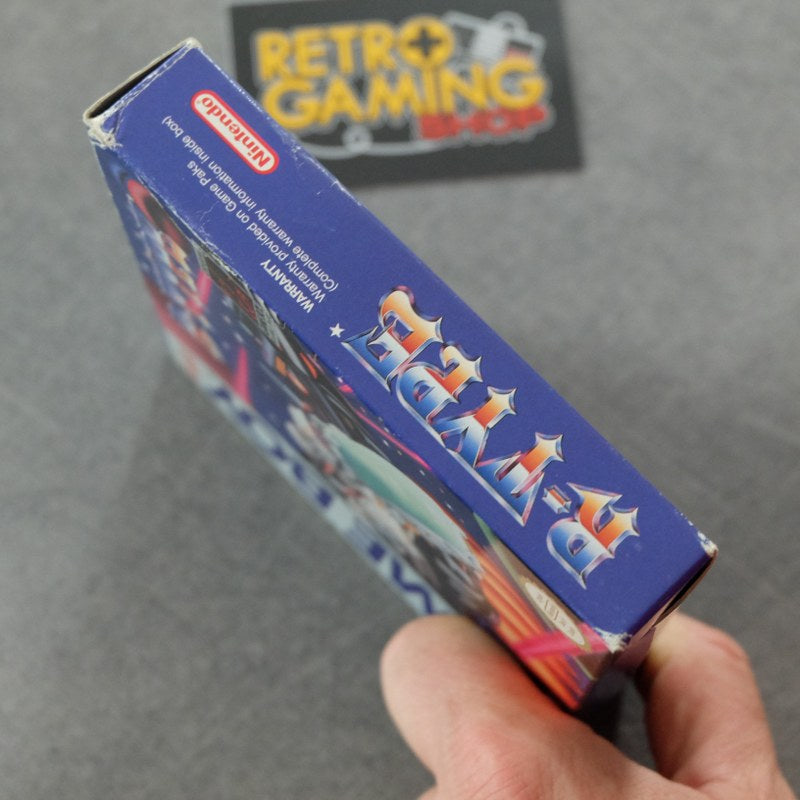 RETRO
GAMING
SHOP
Nintendo
WARRANTY
Warranty provided on Game Paks
(Complete warranty information inside box)
R-TYPE